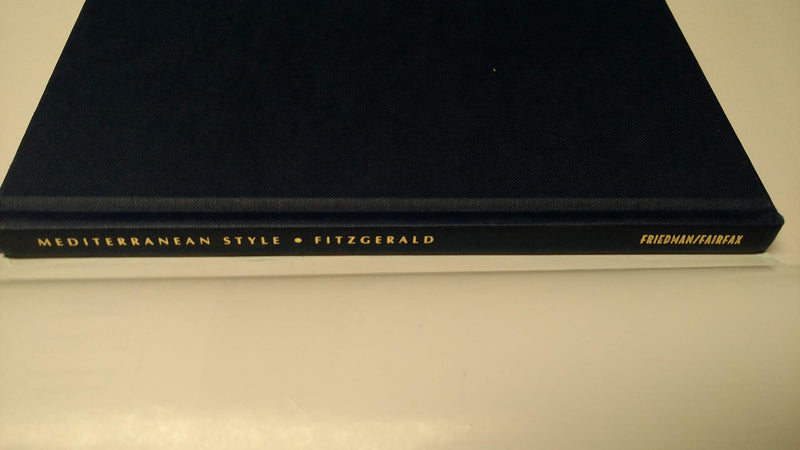 MEDITERRANEAN STYLE • FITZGERALD FRIEDMAN/FAIRFAX